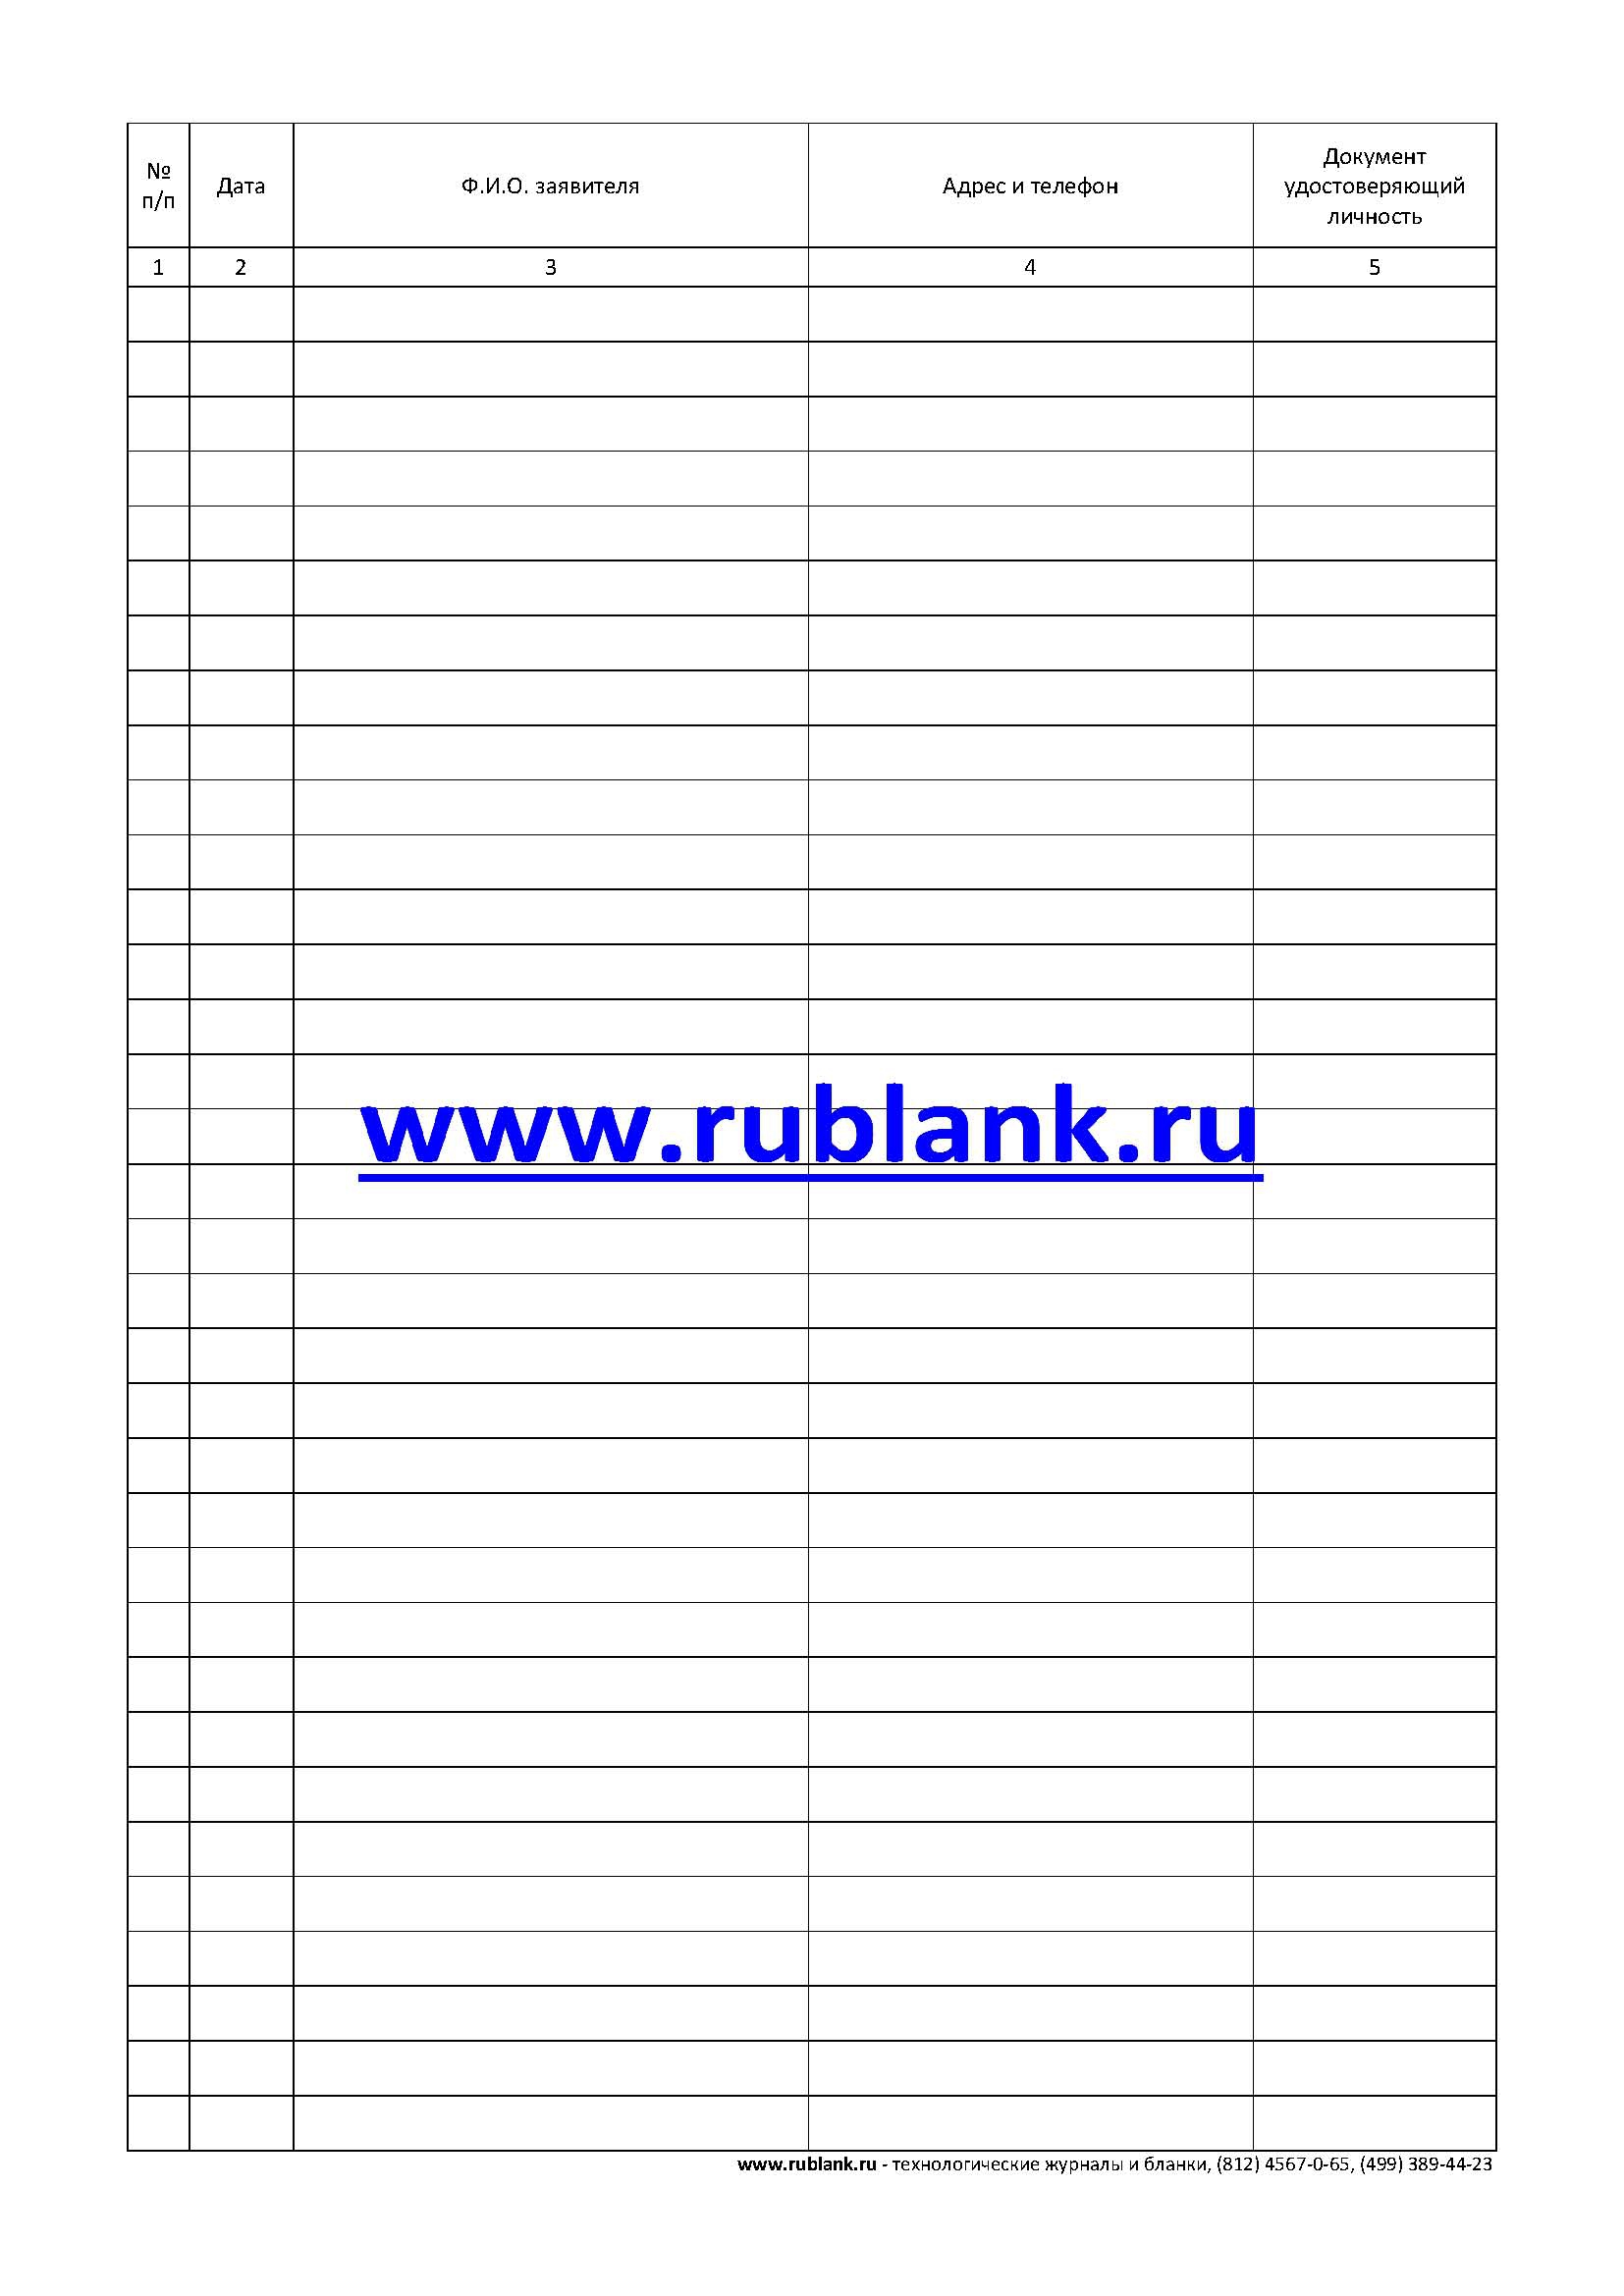 №
п/п
Дата
Ф.И.О. заявителя
Адрес и телефон
Документ
удостоверяющий
личность
1
2
3
4
5
www.rublank.ru
www.rublank.ru - технологические журналы и бланки, (812) 4567-0-65, (499) 389-44-23